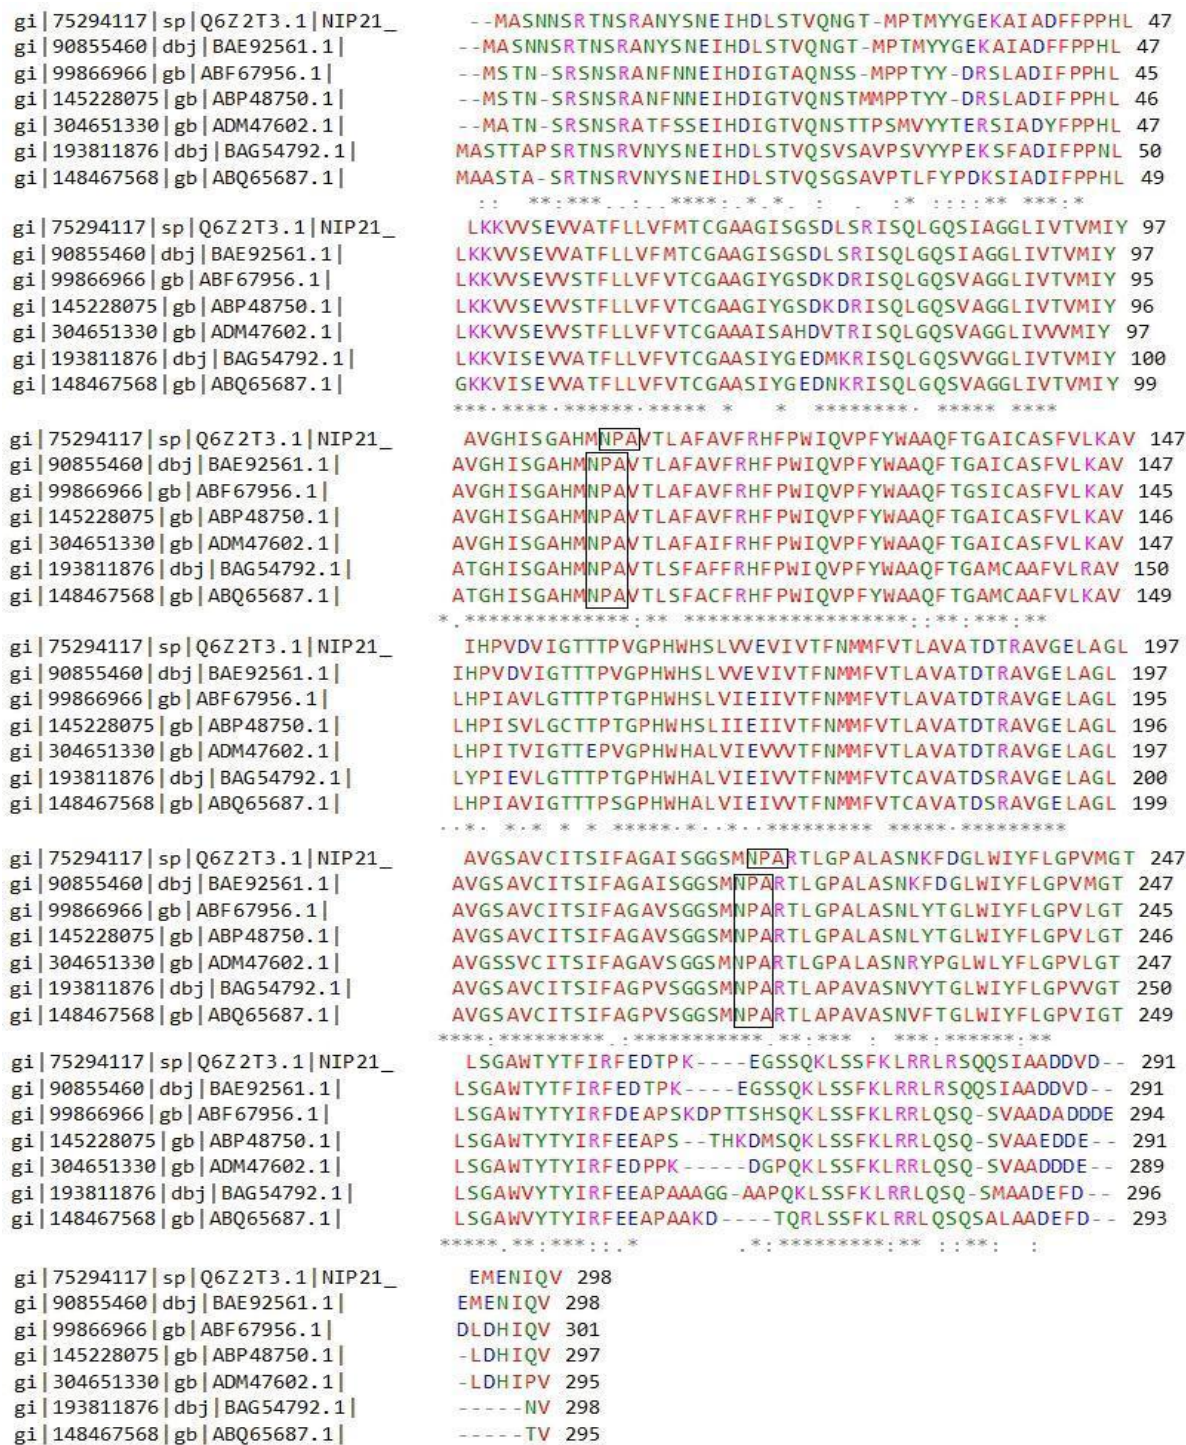 gi|75294117|sp|Q6Z2T3.1|NIP21_ --MASNNSRTNSRANYSNEIHDLSTVQNGT-MPTMYYGEKAIADFFPPHL 47
gi|90855460|dbj|BAE92561.1| --MASNNSRTNSRANYSNEIHDLSTVQNGT-MPTMYYGEKAIADFFPPHL 47
gi|99866966|gb|ABF67956.1| --MSTN-SRSNSRANFNNEIHDIGTAQNSS-MPPTYY-DRSLADIFPPHL 45
gi|145228075|gb|ABP48750.1| --MSTN-SRSNSRANFNNEIHDIGTVQNSTMMPPTYY-DRSLADIFPPHL 46
gi|304651330|gb|ADM47602.1| --MATN-SRSNSRATFSSEIHDIGTVQNSTTPSMVYYTERSIADYFPPHL 47
gi|193811876|dbj|BAG54792.1| MASTTAPSRTNSRVNYSNEIHDLSTVQSVSAVPSVYYPEKSFADIFPPNL 50
gi|148467568|gb|ABQ65687.1| MAASTA-SRTNSRVNYSNEIHDLSTVQSGSAVPTLFYPDKSIADIFPPHL 49
:: **:***..:..****:.*.*. : . :* ::::** ***:*
gi|75294117|sp|Q6Z2T3.1|NIP21_ LKKVVSEVVATFLLVFMTCGAAGISGSDLSRISQLGQSIAGGLIVTVMIY 97
gi|90855460|dbj|BAE92561.1| LKKVVSEVVATFLLVFMTCGAAGISGSDLSRISQLGQSIAGGLIVTVMIY 97
gi|99866966|gb|ABF67956.1| LKKVVSEVVSTFLLVFVTCGAAGIYGSDKDRISQLGQSVAGGLIVTVMIY 95
gi|145228075|gb|ABP48750.1| LKKVVSEVVSTFLLVFVTCGAAGIYGSDKDRISQLGQSVAGGLIVTVMIY 96
gi|304651330|gb|ADM47602.1| LKKVVSEVVSTFLLVFVTCGAAAISAHDVTRISQLGQSVAGGLIVVVMIY 97
gi|193811876|dbj|BAG54792.1| LKKVISEVVATFLLVFVTCGAASIYGEDMKRISQLGQSVVGGLIVTVMIY 100
gi|148467568|gb|ABQ65687.1| GKKVISEVVATFLLVFVTCGAASIYGEDNKRISQLGQSVAGGLIVTVMIY 99
***·****·******·***** * * ********·.***** ****
gi|75294117|sp|Q6Z2T3.1|NIP21_ AVGHISGAHMNPAVTLAFAVFRHFPWIQVPFYWAAQFTGAICASFVLKAV 147
gi|90855460|dbj|BAE92561.1| AVGHISGAHMNPAVTLAFAVFRHFPWIQVPFYWAAQFTGAICASFVLKAV 147
gi|99866966|gb|ABF67956.1| AVGHISGAHMNPAVTLAFAVFRHFPWIQVPFYWAAQFTGSICASFVLKAV 145
gi|145228075|gb|ABP48750.1| AVGHISGAHMNPAVTLAFAVFRHFPWIQVPFYWAAQFTGAICASFVLKAV 146
gi|304651330|gb|ADM47602.1| AVGHISGAHMNPAVTLAFAIFRHFPWIQVPFYWAAQFTGAICASFVLKAV 147
gi|193811876|dbj|BAG54792.1| ATGHISGAHMNPAVTLSFAFFRHFPWIQVPFYWAAQFTGAMCAAFVLRAV 150
gi|148467568|gb|ABQ65687.1| ATGHISGAHMNPAVTLSFACFRHFPWIQVPFYWAAQFTGAMCAAFVLKAV 149
*.**************:** *******************::**:***:**
gi|75294117|sp|Q6Z2T3.1|NIP21_ IHPVDVIGTTTPVGPHWHSLVVEVIVTFNMMFVTLAVATDTRAVGELAGL 197
gi|90855460|dbj|BAE92561.1| IHPVDVIGTTTPVGPHWHSLVVEVIVTFNMMFVTLAVATDTRAVGELAGL 197
gi|99866966|gb|ABF67956.1| LHPIAVLGTTTPTGPHWHSLVIEIIVTFNMMFVTLAVATDTRAVGELAGL 195
gi|145228075|gb|ABP48750.1| LHPISVLGCTTPTGPHWHSLIIEIIVTFNMMFVTLAVATDTRAVGELAGL 196
gi|304651330|gb|ADM47602.1| LHPITVIGTTEPVGPHWHALVIEVVVTFNMMFVTLAVATDTRAVGELAGL 197
gi|193811876|dbj|BAG54792.1| LYPIEVLGTTTPTGPHWHALVIEIVVTFNMMFVTCAVATDSRAVGELAGL 200
gi|148467568|gb|ABQ65687.1| LHPIAVIGTTTPSGPHWHALVIEIVVTFNMMFVTCAVATDSRAVGELAGL 199
··*· *·* * * *****·*··*··********* *****·*********
gi|75294117|sp|Q6Z2T3.1|NIP21_ AVGSAVCITSIFAGAISGGSMNPARTLGPALASNKFDGLWIYFLGPVMGT 247
gi|90855460|dbj|BAE92561.1| AVGSAVCITSIFAGAISGGSMNPARTLGPALASNKFDGLWIYFLGPVMGT 247
gi|99866966|gb|ABF67956.1| AVGSAVCITSIFAGAVSGGSMNPARTLGPALASNLYTGLWIYFLGPVLGT 245
gi|145228075|gb|ABP48750.1| AVGSAVCITSIFAGAVSGGSMNPARTLGPALASNLYTGLWIYFLGPVLGT 246
gi|304651330|gb|ADM47602.1| AVGSSVCITSIFAGAVSGGSMNPARTLGPALASNRYPGLWLYFLGPVLGT 247
gi|193811876|dbj|BAG54792.1| AVGSAVCITSIFAGPVSGGSMNPARTLAPAVASNVYTGLWIYFLGPVVGT 250
gi|148467568|gb|ABQ65687.1| AVGSAVCITSIFAGPVSGGSMNPARTLAPAVASNVFTGLWIYFLGPVIGT 249
****:*********.:***********.**:*** : ***:******:**
gi|75294117|sp|Q6Z2T3.1|NIP21_ LSGAWTYTFIRFEDTPK----EGSSQKLSSFKLRRLRSQQSIAADDVD-- 291
gi|90855460|dbj|BAE92561.1| LSGAWTYTFIRFEDTPK----EGSSQKLSSFKLRRLRSQQSIAADDVD-- 291
gi|99866966|gb|ABF67956.1| LSGAWTYTYIRFDEAPSKDPTTSHSQKLSSFKLRRLQSQ-SVAADADDDE 294
gi|145228075|gb|ABP48750.1| LSGAWTYTYIRFEEAPS--THKDMSQKLSSFKLRRLQSQ-SVAAEDDE-- 291
gi|304651330|gb|ADM47602.1| LSGAWTYTYIRFEDPPK-----DGPQKLSSFKLRRLQSQ-SVAADDDE-- 289
gi|193811876|dbj|BAG54792.1| LSGAWVYTYIRFEEAPAAAGG-AAPQKLSSFKLRRLQSQ-SMAADEFD-- 296
gi|148467568|gb|ABQ65687.1| LSGAWVYTYIRFEEAPAAKD----TQRLSSFKLRRLQSQSALAADEFD-- 293
*****.**:***::.* .*:*********:** ::**: :
gi|75294117|sp|Q6Z2T3.1|NIP21_ EMENIQV 298
gi|90855460|dbj|BAE92561.1| EMENIQV 298
gi|99866966|gb|ABF67956.1| DLDHIQV 301
gi|145228075|gb|ABP48750.1| -LDHIQV 297
gi|304651330|gb|ADM47602.1| -LDHIPV 295
gi|193811876|dbj|BAG54792.1| -----NV 298
gi|148467568|gb|ABQ65687.1| -----TV 295